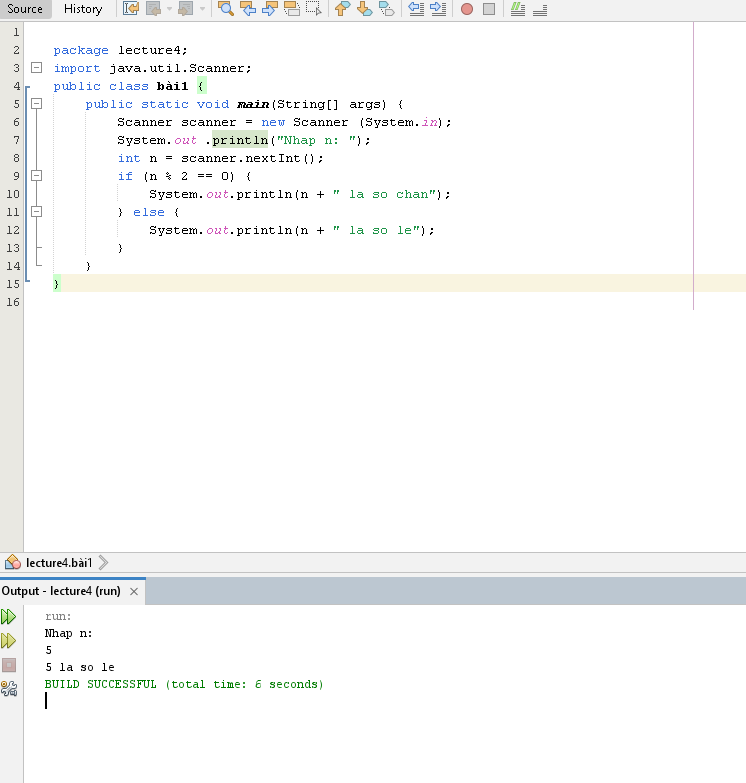 Source History
1
2 package lecture4;
3 import java.util.Scanner;
4 public class bài1 {
5 public static void main(String[] args) {
6 Scanner scanner = new Scanner (System.in);
7 System.out .println("Nhap n: ");
8 int n = scanner.nextInt();
9 if (n % 2 == 0) {
10 System.out.println(n + " la so chan");
11 } else {
12 System.out.println(n + " la so le");
13 }
14 }
15 }
16
lecture4.bài1
Output - lecture4 (run) ×
run:
Nhap n:
5
5 la so le
BUILD SUCCESSFUL (total time: 6 seconds)